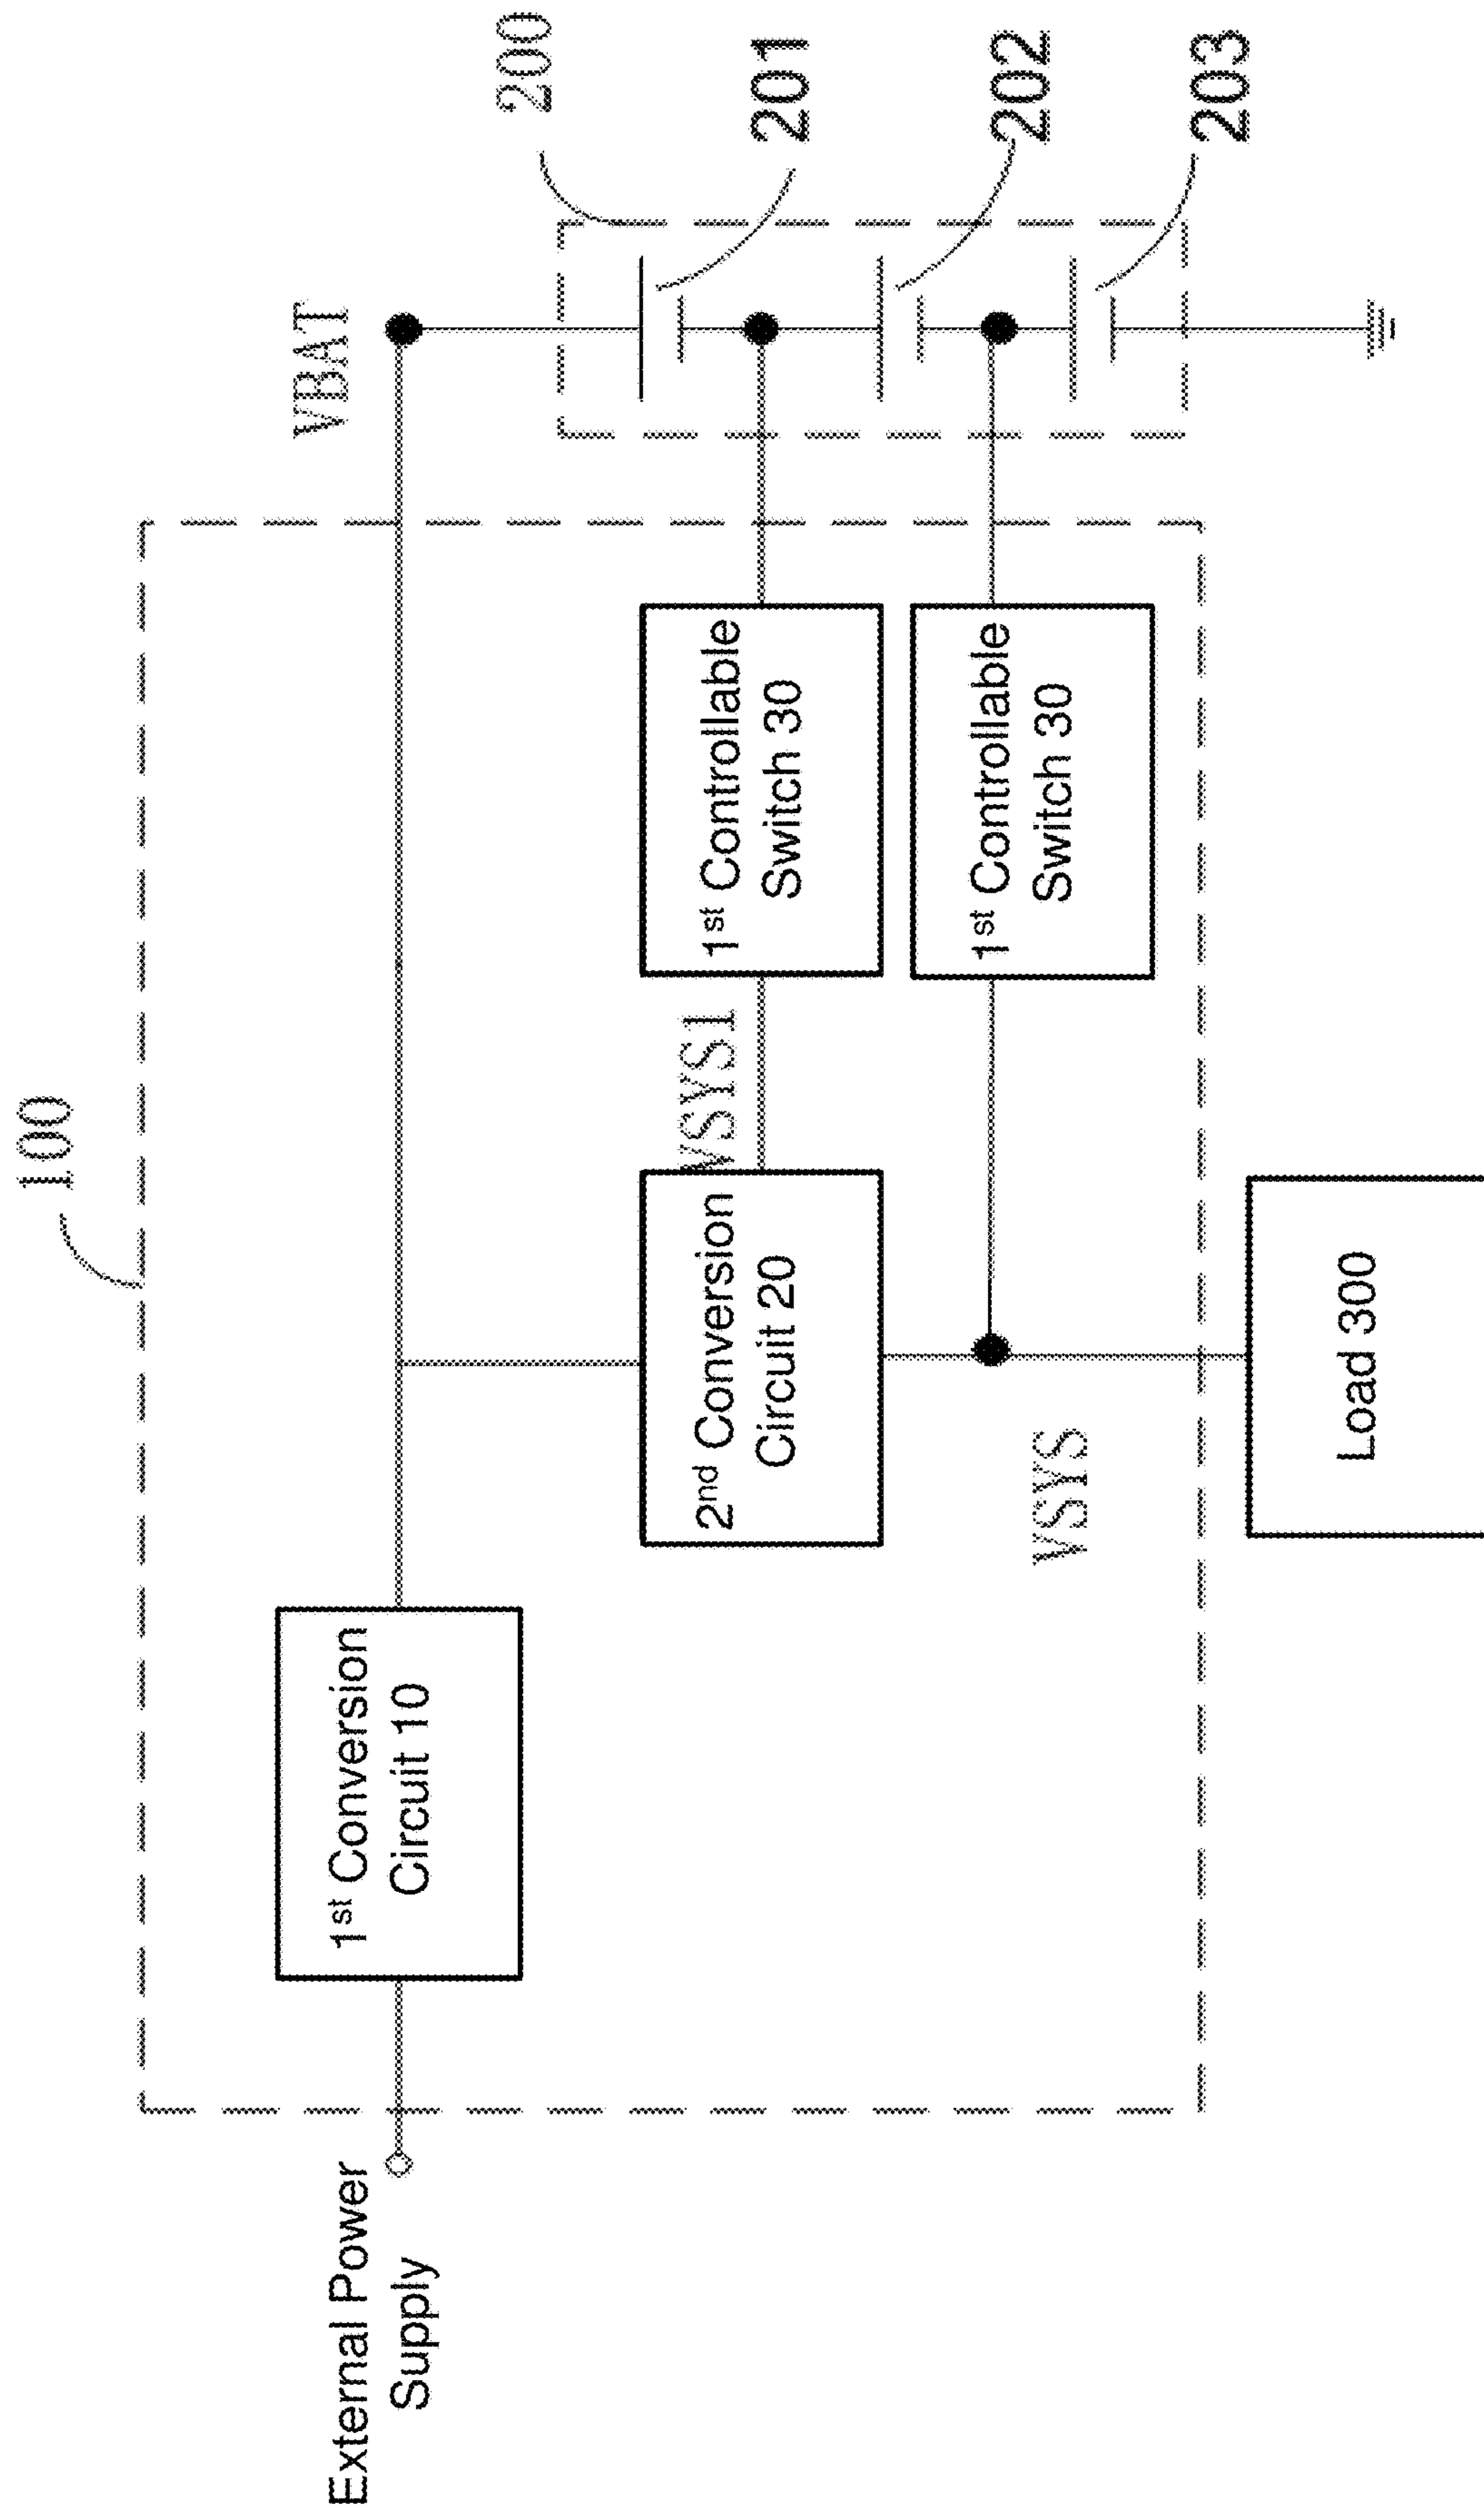 100
VBAT
200
201
202
203
External Power
Supply
1st Conversion
Circuit 10
2nd Conversion
Circuit 20
VSYS1
1st Controllable
Switch 30
1st Controllable
Switch 30
VSYS
Load 300